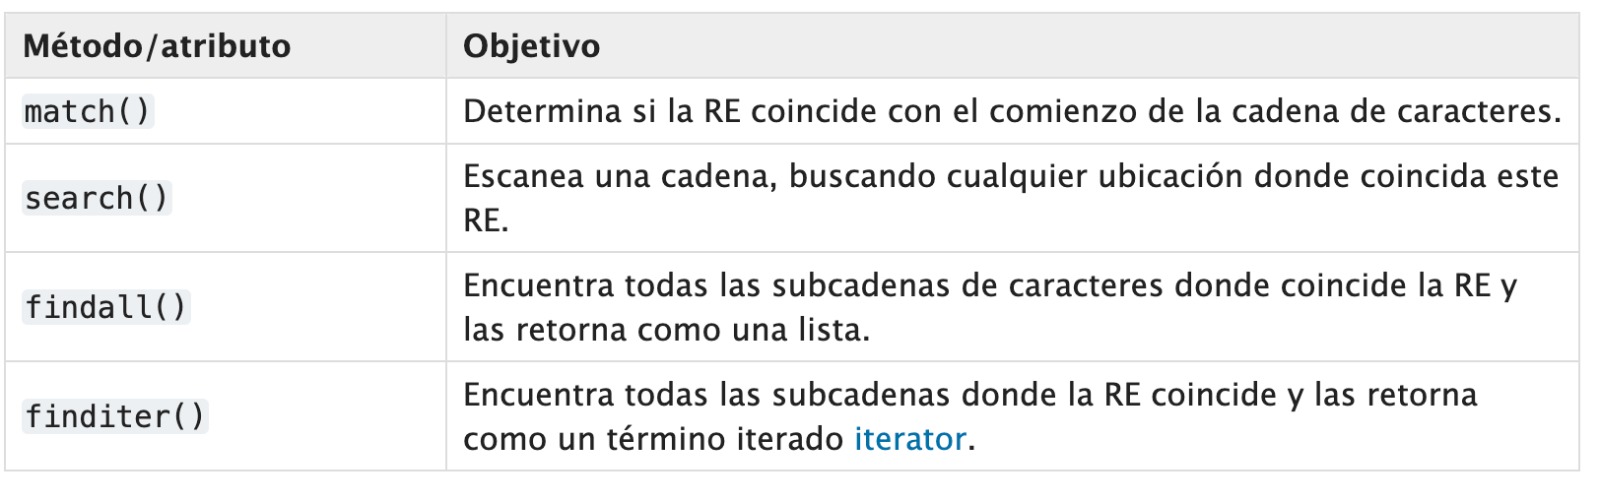 Método/atributo
Objetivo
match()
Determina si la RE coincide con el comienzo de la cadena de caracteres.
search()
Escanea una cadena, buscando cualquier ubicación donde coincida este
RE.
findall()
Encuentra todas las subcadenas de caracteres donde coincide la RE y
las retorna como una lista.
finditer()
Encuentra todas las subcadenas donde la RE coincide y las retorna
como un término iterado iterator.